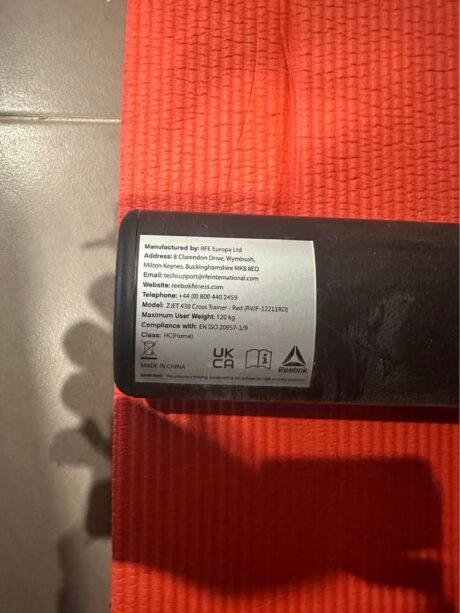 Manufactured by: RFE Europa Ltd
Address: 8 Clarendon Drive, Wymbush,
Milton Keynes, Buckinghamshire MK8 8ED
Email: techsupport@rfeinternational.com
Website: reebokfitness.com
Telephone: +44 (0) 800 440 2459
Model: ZJET 430 Cross Trainer - Red (RVJF-12211RD)
Maximum User Weight: 120 kg
Compliance with: EN ISO 20957-1/9
Class: HC(Home)
UK
CA
MADE IN CHINA
Reebok